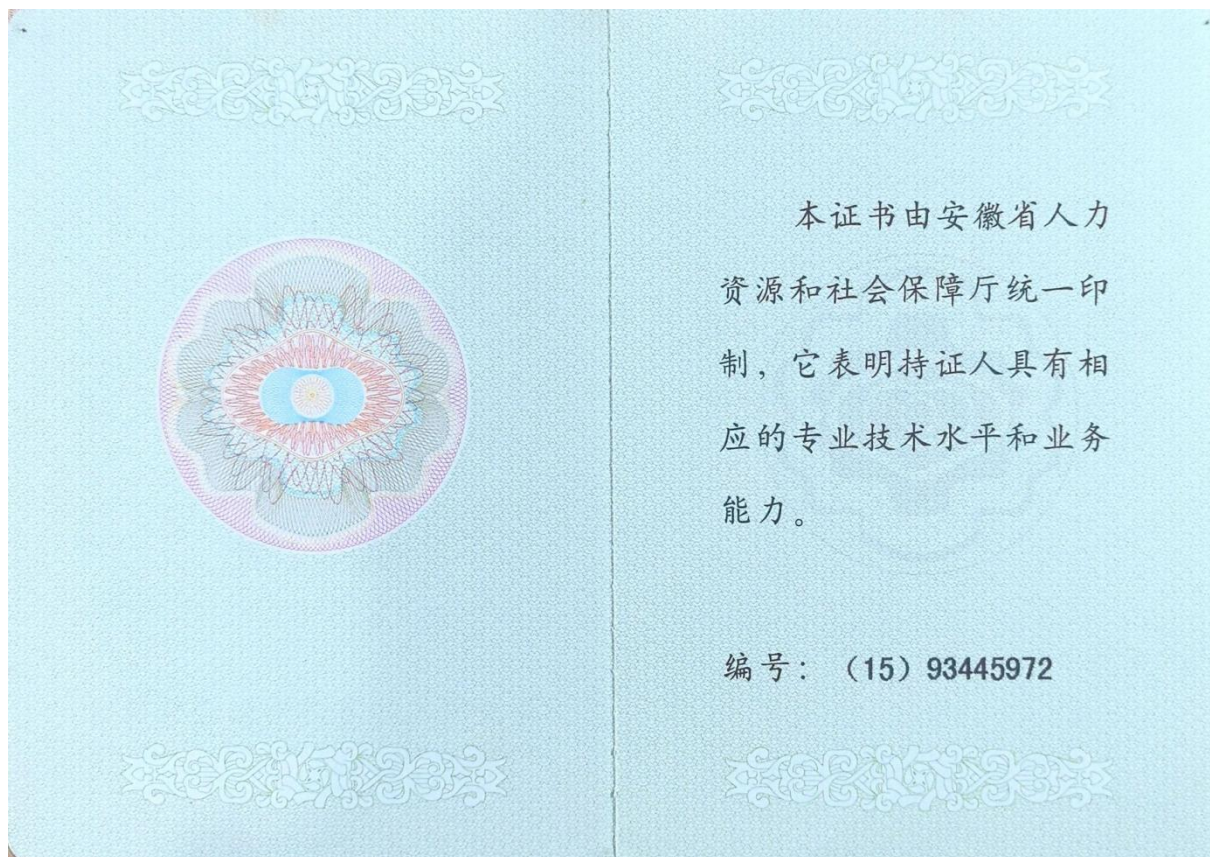 本证书由安徽省人力
资源和社会保障厅统一印
制，它表明持证人具有相
应的专业技术水平和业务
能力。
编号：（15）93445972